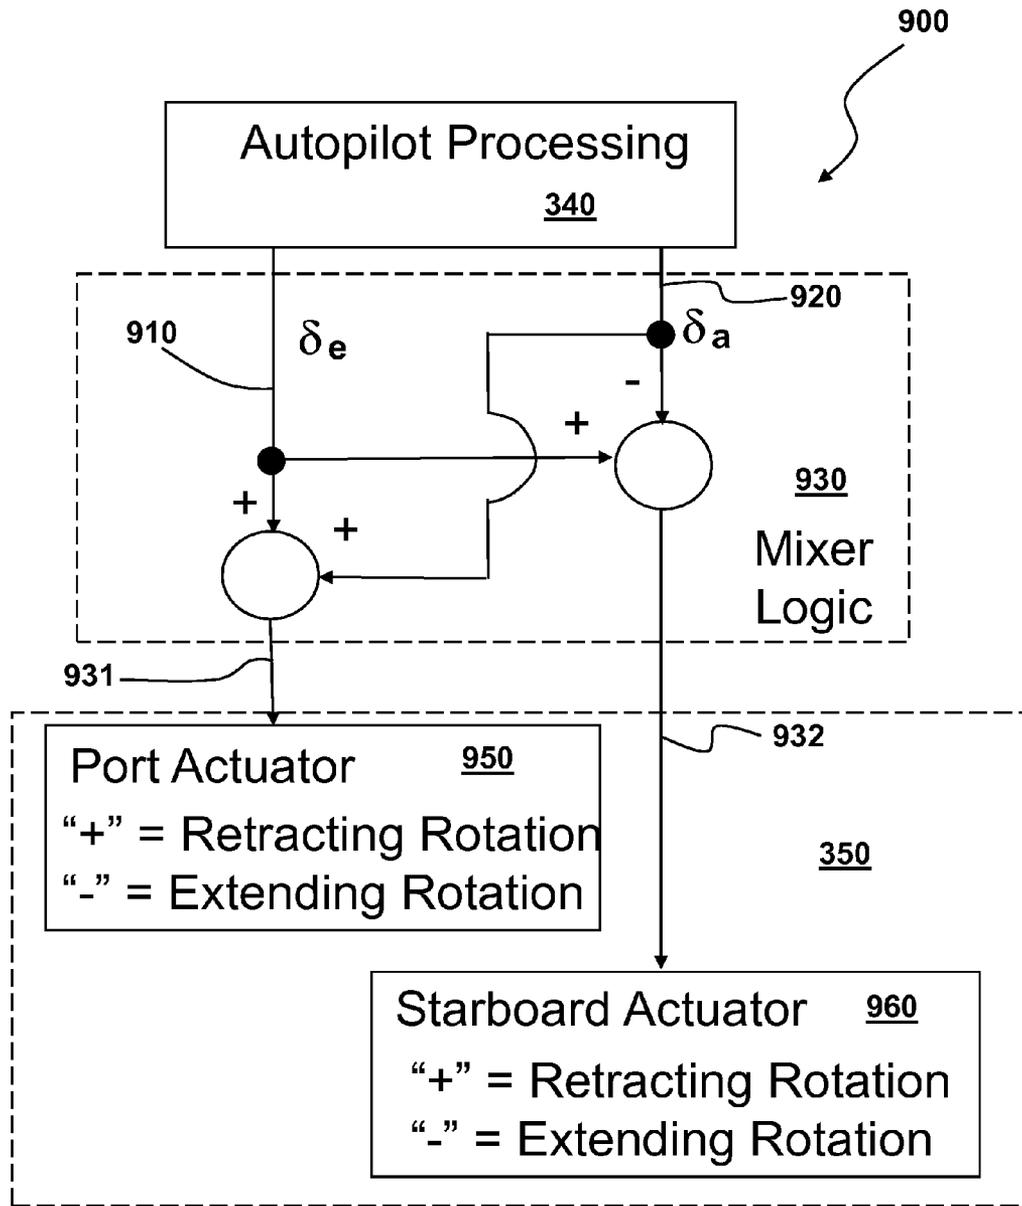 900
Autopilot Processing
340
920
910
δe
δa
-
+
930
+
+
Mixer
Logic
931
932
Port Actuator 950
“+” = Retracting Rotation
“-” = Extending Rotation
350
Starboard Actuator 960
“+” = Retracting Rotation
“-” = Extending Rotation